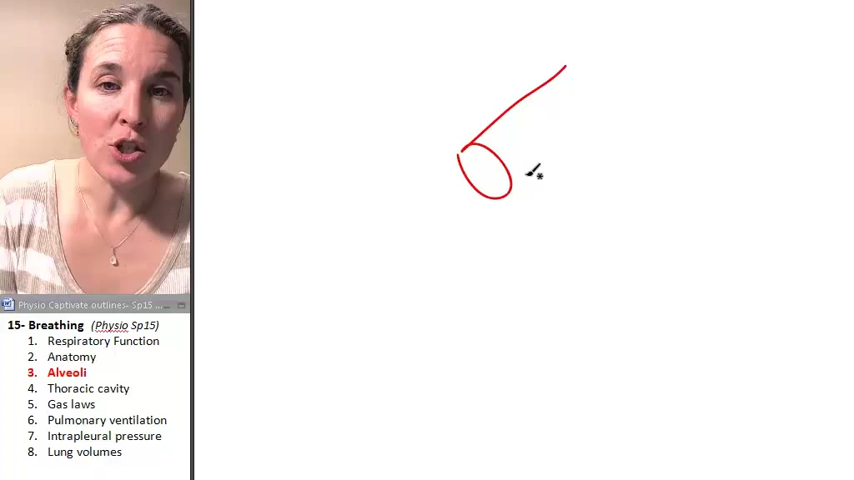 Physio Captivate outlines- Sp15 ...
15- Breathing (Physio Sp15)
1. Respiratory Function
2. Anatomy
3. Alveoli
4. Thoracic cavity
5. Gas laws
6. Pulmonary ventilation
7. Intrapleural pressure
8. Lung volumes